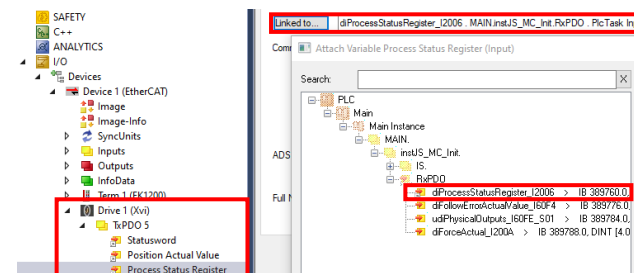 SAFETY
C++
ANALYTICS
I/O
Devices
Device 1 (EtherCAT)
Image
Image-Info
SyncUnits
Inputs
Outputs
InfoData
Term 1 (EK1200)
Drive 1 (Xvi)
TxPDO 5
Statusword
Position Actual Value
Process Status Register
Linked to...
diProcessStatusRegister_I2006 . MAIN.instJS_MC_Init.RxPDO . PlcTask In
Com
ADS
Full N
Attach Variable Process Status Register (Input)
Search:
X
PLC
Main
Main Instance
MAIN.
instJS_MC_Init.
IS.
RxPDO
diProcessStatusRegister_I2006 > IB 389760.0,
diFollowErrorActualValue_I60F4 > IB 389776.0,
udiPhysicalOutputs_I60FE_S01 > IB 389784.0,
diForceActual_I200A > IB 389788.0, DINT [4.0